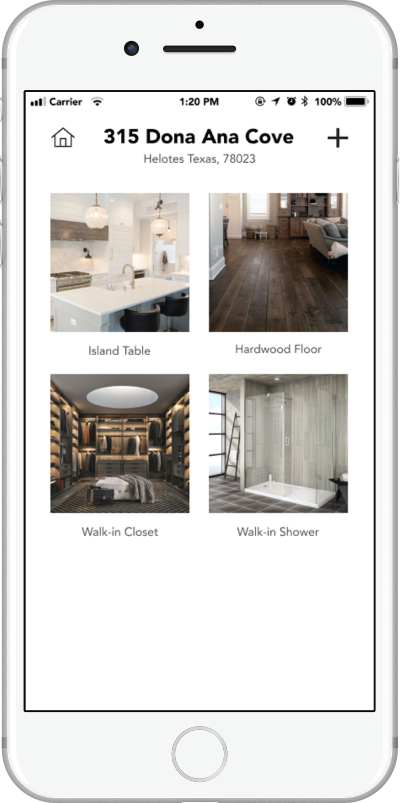 Carrier 1:20 PM 100%
315 Dona Ana Cove
Helotes Texas, 78023
Island Table
Hardwood Floor
Walk-in Closet
Walk-in Shower